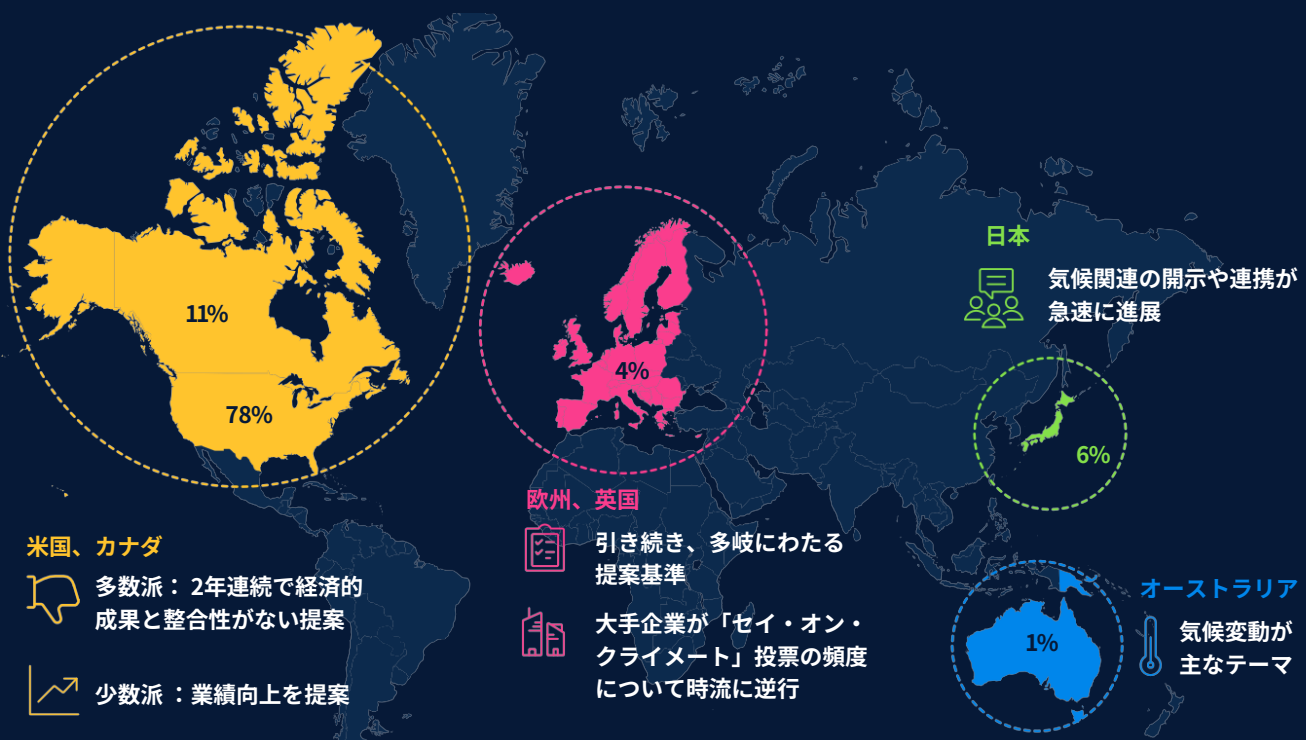 11%
78%
4%
日本
気候関連の開示や連携が
急速に進展
6%
米国、カナダ
多数派： 2年連続で経済的
成果と整合性がない提案
少数派 ：業績向上を提案
欧州、英国
引き続き、多岐にわたる
提案基準
大手企業が「セイ・オン・
クライメート」投票の頻度
について時流に逆行
オーストラリア
1%
気候変動が
主なテーマ